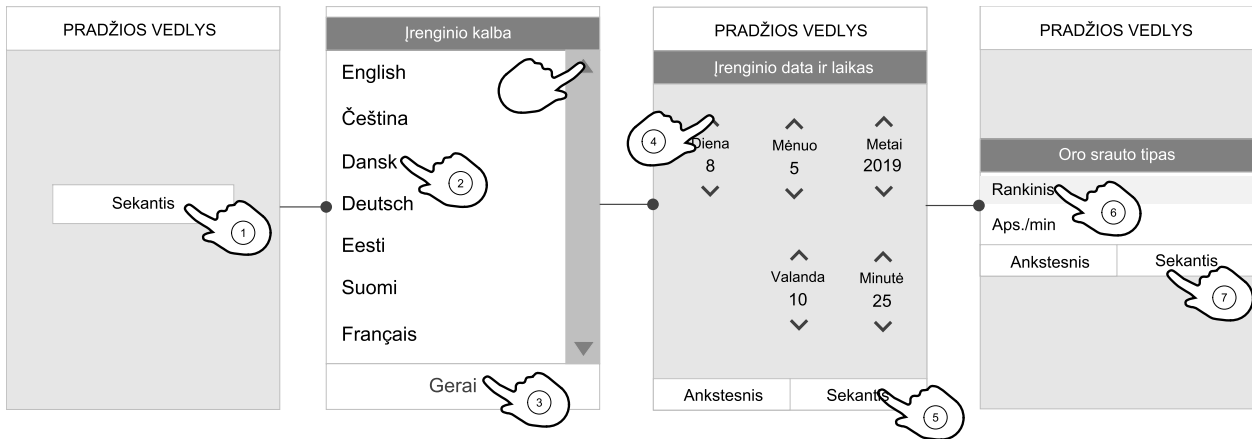 PRADŽIOS VEDLYS
Sekantis
1
Įrenginio kalba
English
Čeština
Dansk
2
Deutsch
Eesti
Suomi
Français
Gerai
3
PRADŽIOS VEDLYS
Įrenginio data ir laikas
4
Diena Mėnuo Metai
8 5 2019
Valanda Minutė
10 25
Ankstesnis Sekantis
5
PRADŽIOS VEDLYS
Oro srauto tipas
Rankinis
6
Aps./min
Ankstesnis Sekantis
7